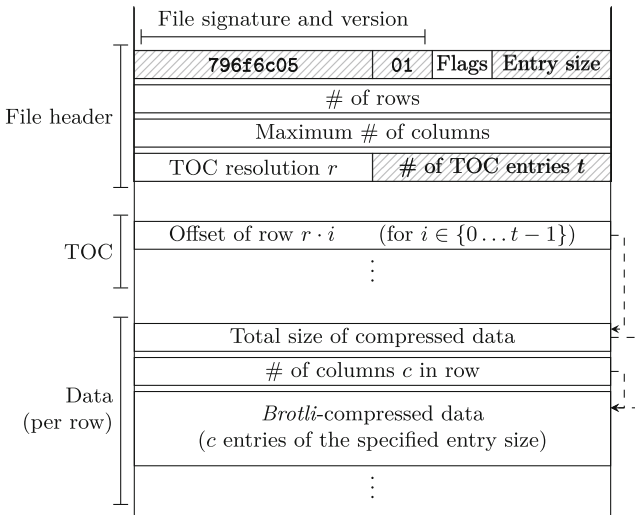 File signature and version
796f6c05 01 Flags Entry size
# of rows
File header
Maximum # of columns
TOC resolution r # of TOC entries t
Offset of row r · i (for i ∈ {0 … t − 1})
TOC
⋮
Total size of compressed data
# of columns c in row
Data
(per row)
Brotli-compressed data
(c entries of the specified entry size)
⋮